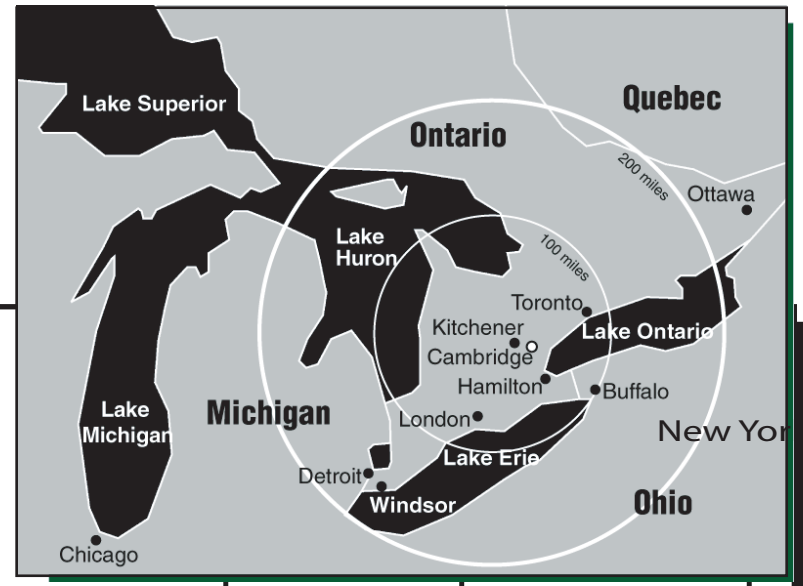 Lake Superior
Quebec
Ontario
200 miles
Ottawa
Lake
Huron
100 miles
Toronto
Kitchener
Lake Ontario
Cambridge
Hamilton
Buffalo
Lake
Michigan
Michigan
London
New Yor
Lake Erie
Detroit
Windsor
Ohio
Chicago